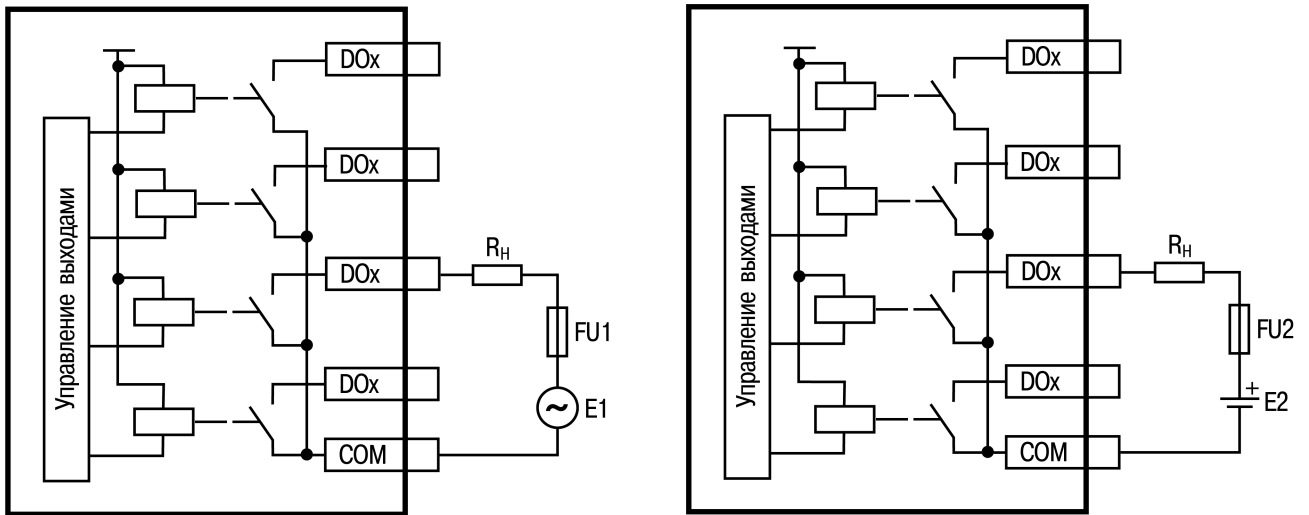 Управление выходами
DOx
DOx
DOx
DOx
COM
RН
FU1
~
E1
Управление выходами
DOx
DOx
DOx
DOx
COM
RН
FU2
+
E2